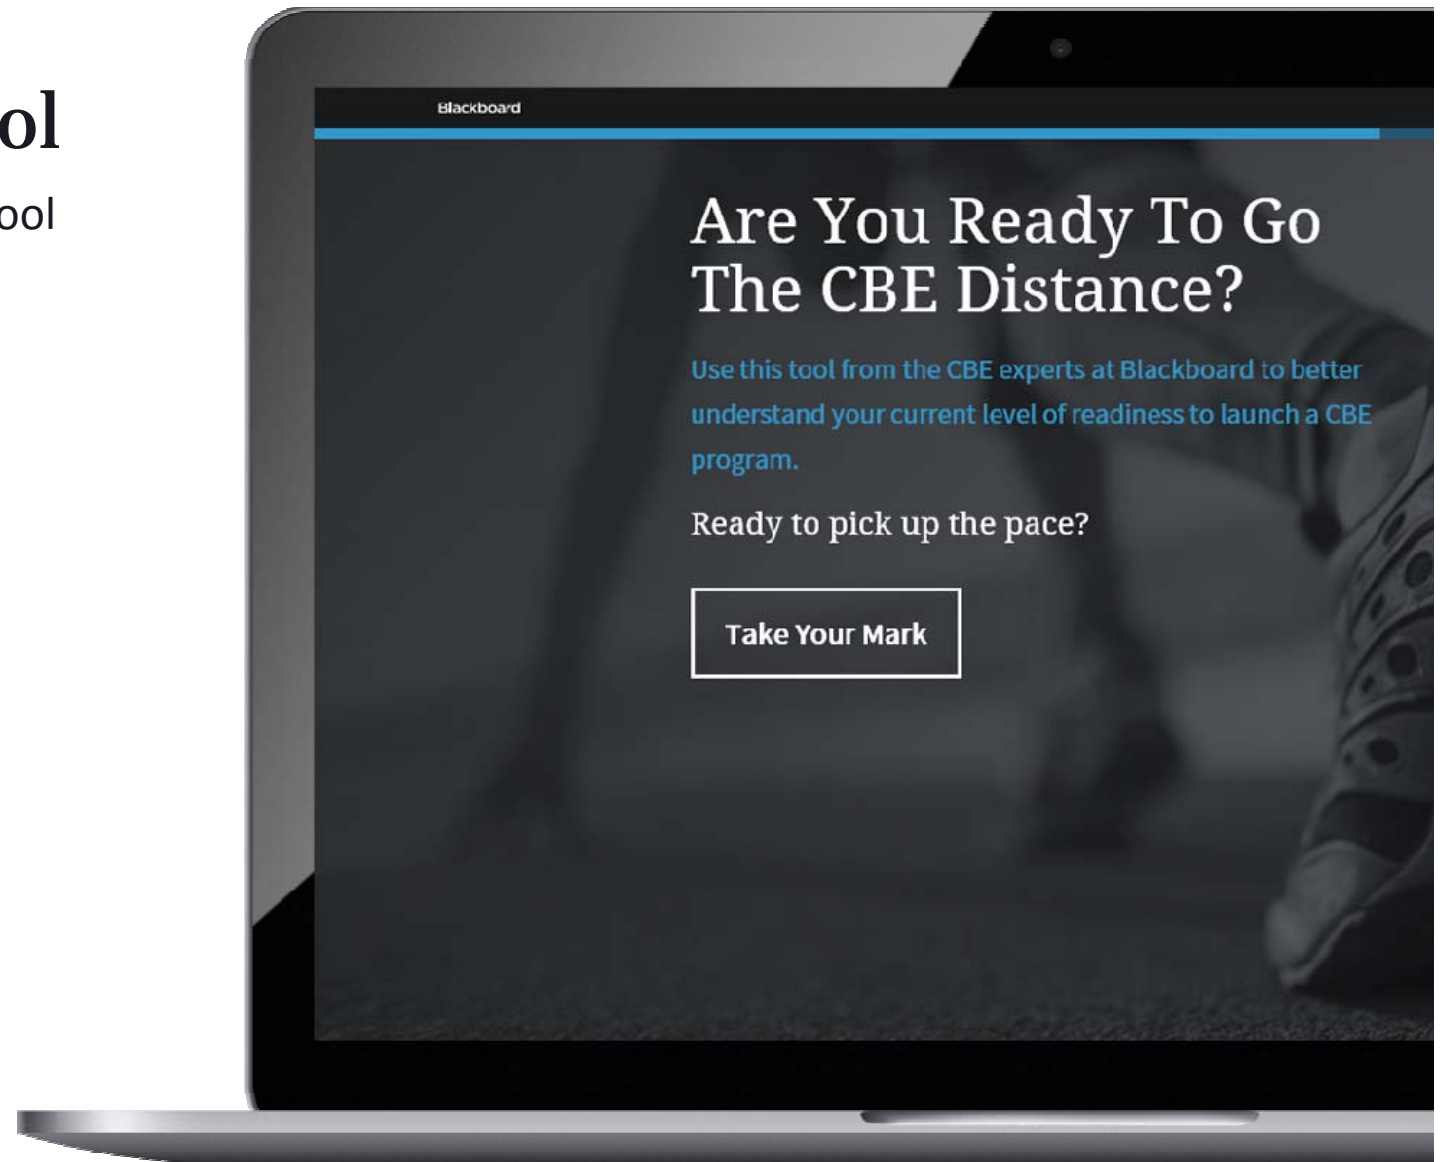 ol
ool
Blackboard
Are You Ready To Go
The CBE Distance?
Use this tool from the CBE experts at Blackboard to better
understand your current level of readiness to launch a CBE
program.
Ready to pick up the pace?
Take Your Mark